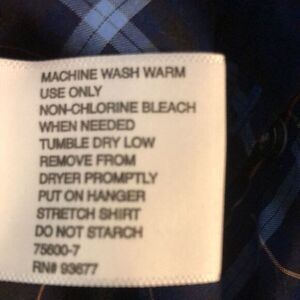 MACHINE WASH WARM
USE ONLY
NON-CHLORINE BLEACH
WHEN NEEDED
TUMBLE DRY LOW
REMOVE FROM
DRYER PROMPTLY
PUT ON HANGER
STRETCH SHIRT
DO NOT STARCH
75600-7
RN# 93677